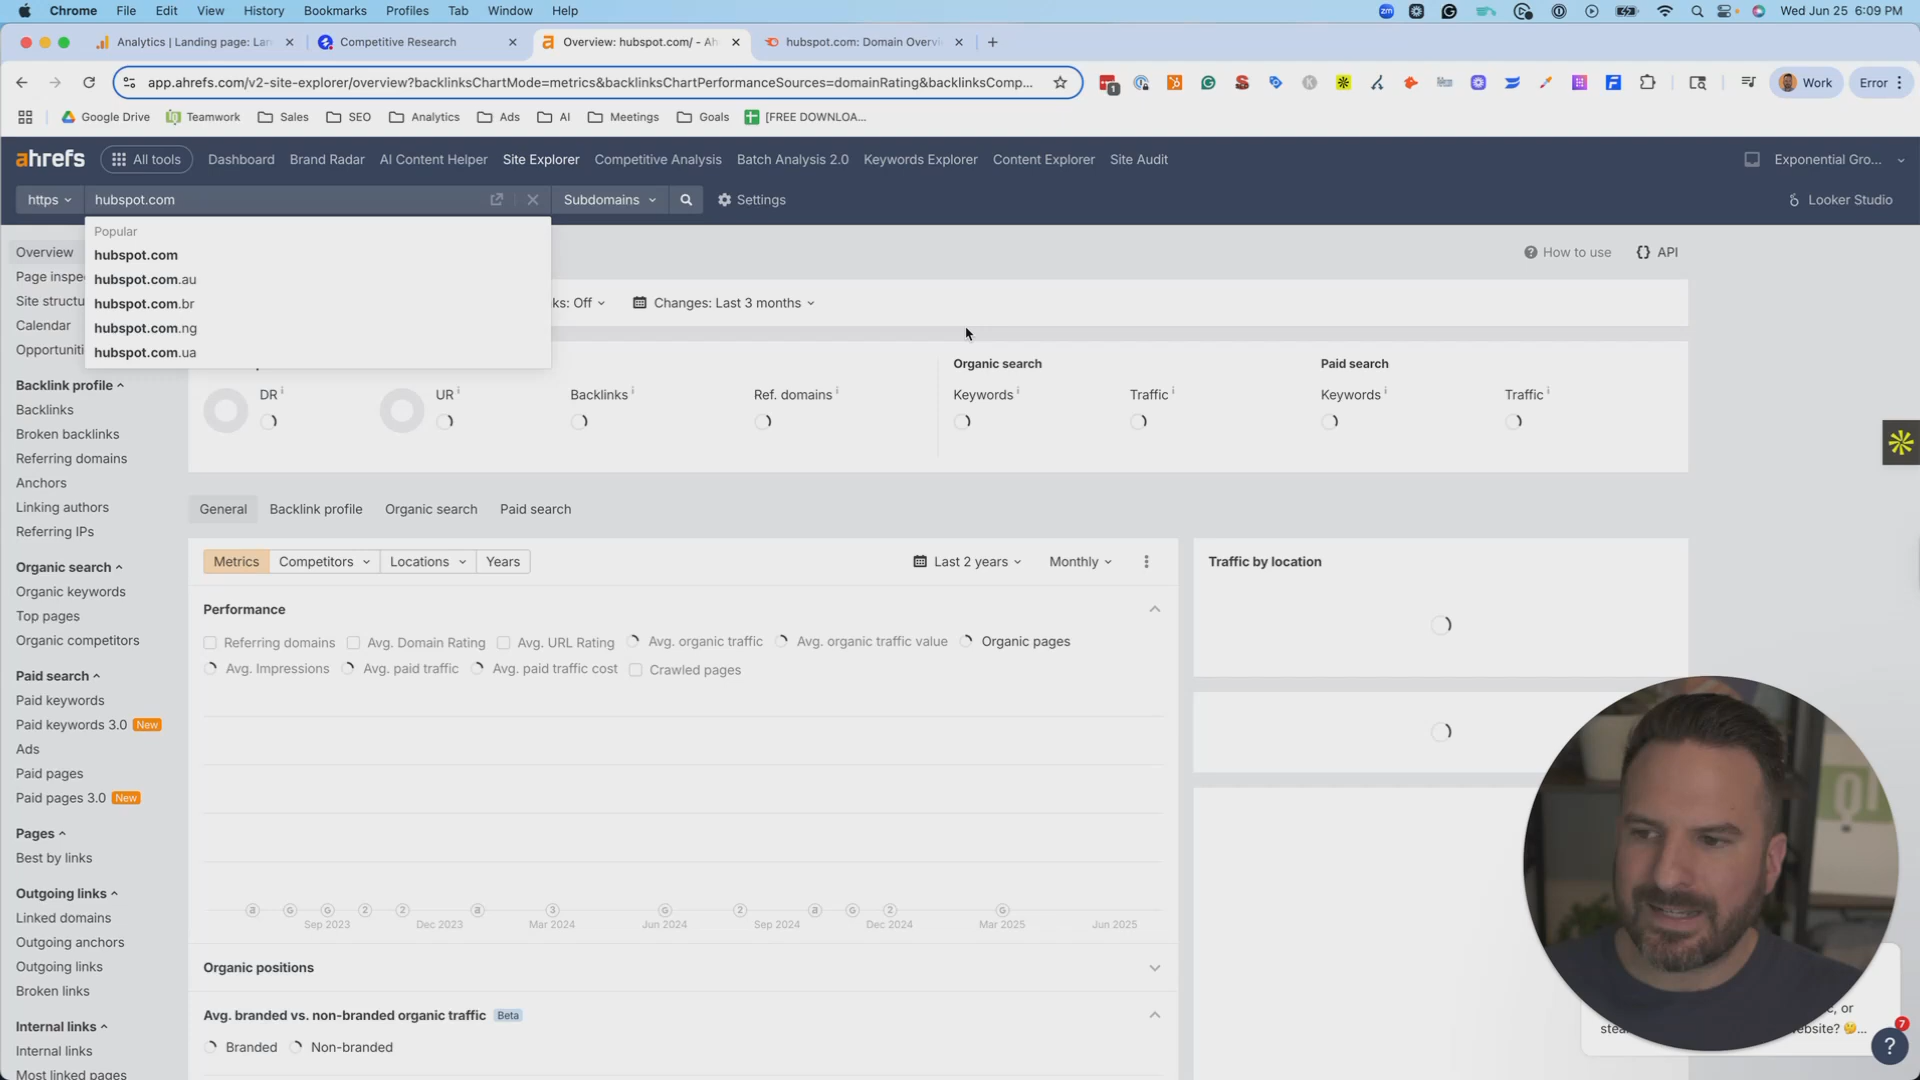 Chrome File Edit View History Bookmarks Profiles Tab Window Help
Wed Jun 25 6:09 PM
Analytics | Landing page: Lan
Competitive Research
Overview: hubspot.com/ - Ah
hubspot.com: Domain Overvi
app.ahrefs.com/v2-site-explorer/overview?backlinksChartMode=metrics&backlinksChartPerformanceSources=domainRating&backlinksComp...
Work
Error
Google Drive Teamwork Sales SEO Analytics Ads AI Meetings Goals [FREE DOWNLOA...
ahrefs All tools Dashboard Brand Radar AI Content Helper Site Explorer Competitive Analysis Batch Analysis 2.0 Keywords Explorer Content Explorer Site Audit
Exponential Gro...
https hubspot.com Subdomains Settings
Looker Studio
Popular
hubspot.com
hubspot.com.au
hubspot.com.br
hubspot.com.ng
hubspot.com.ua
Overview
Page inspe
Site structu
Calendar
Opportuniti
Backlink profile
Backlinks
Broken backlinks
Referring domains
Anchors
Linking authors
Referring IPs
Organic search
Organic keywords
Top pages
Organic competitors
Paid search
Paid keywords
Paid keywords 3.0 New
Ads
Paid pages
Paid pages 3.0 New
Pages
Best by links
Outgoing links
Linked domains
Outgoing anchors
Outgoing links
Broken links
Internal links
Internal links
Most linked pages
How to use
{} API
ks: Off
Changes: Last 3 months
DR
UR
Backlinks
Ref. domains
Organic search
Keywords
Traffic
Paid search
Keywords
Traffic
General Backlink profile Organic search Paid search
Metrics Competitors Locations Years
Last 2 years
Monthly
Performance
Referring domains Avg. Domain Rating Avg. URL Rating Avg. organic traffic Avg. organic traffic value Organic pages
Avg. Impressions Avg. paid traffic Avg. paid traffic cost Crawled pages
a G G 2 2 a 3 G 2 a G 2 G
Sep 2023 Dec 2023 Mar 2024 Jun 2024 Sep 2024 Dec 2024 Mar 2025 Jun 2025
Organic positions
Avg. branded vs. non-branded organic traffic Beta
Branded Non-branded
Traffic by location
, or
stea
ebsite? 🤔...
7
?